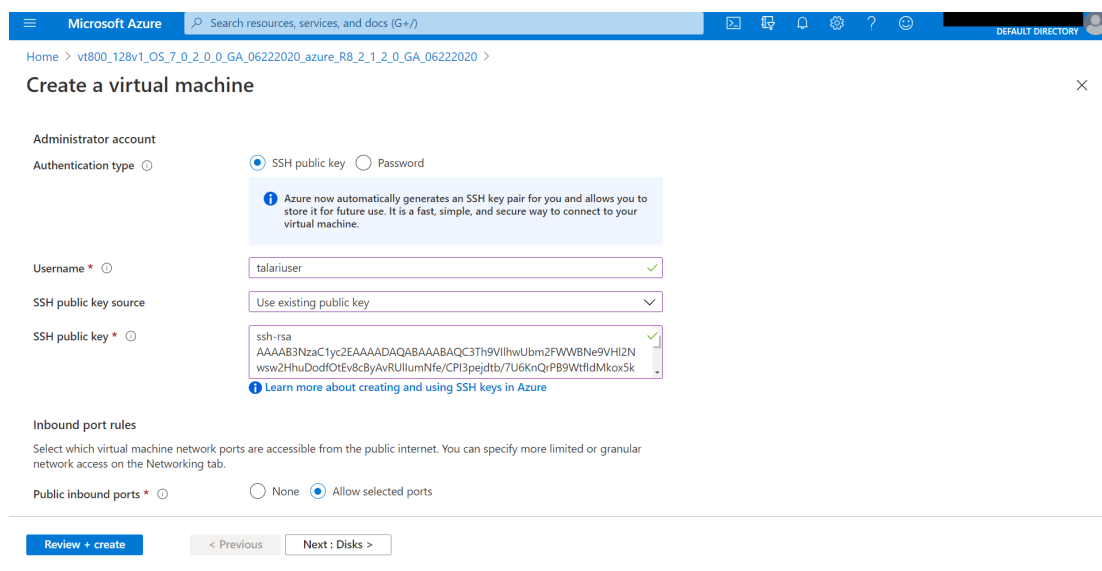 Microsoft Azure
Search resources, services, and docs (G+/)
DEFAULT DIRECTORY
Home > vt800_128v1_OS_7_0_2_0_0_GA_06222020_azure_R8_2_1_2_0_GA_06222020 >
Create a virtual machine
Administrator account
Authentication type
SSH public key
Password
Azure now automatically generates an SSH key pair for you and allows you to
store it for future use. It is a fast, simple, and secure way to connect to your
virtual machine.
Username *
talariuser
SSH public key source
Use existing public key
SSH public key *
ssh-rsa
AAAAB3NzaC1yc2EAAAADAQABAAABAQC3Th9VIlhwUbm2FWWBNe9VHl2N
wsw2HhuDodfOtEv8cByAvRUlIumNfe/CPI3pejdtb/7U6KnQrPB9WtfIdMkox5k
Learn more about creating and using SSH keys in Azure
Inbound port rules
Select which virtual machine network ports are accessible from the public internet. You can specify more limited or granular
network access on the Networking tab.
Public inbound ports *
None
Allow selected ports
Review + create
< Previous
Next : Disks >